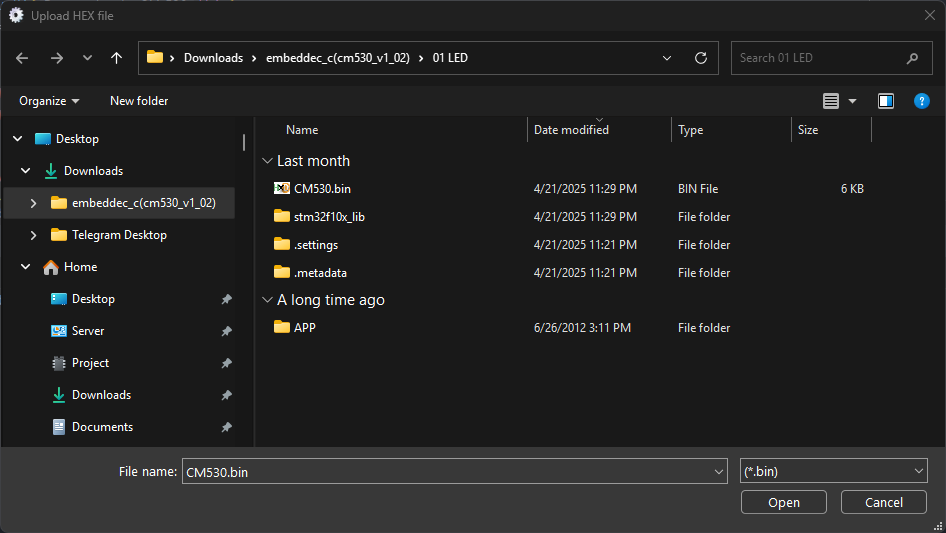 Upload HEX file
Downloads embeddec_c(cm530_v1_02) 01 LED
Search 01 LED
Organize New folder
Desktop
Downloads
embeddec_c(cm530_v1_02)
Telegram Desktop
Home
Desktop
Server
Project
Downloads
Documents
Name Date modified Type Size
Last month
CM530.bin 4/21/2025 11:29 PM BIN File 6 KB
stm32f10x_lib 4/21/2025 11:29 PM File folder
.settings 4/21/2025 11:21 PM File folder
.metadata 4/21/2025 11:21 PM File folder
A long time ago
APP 6/26/2012 3:11 PM File folder
File name: CM530.bin (*.bin)
Open Cancel